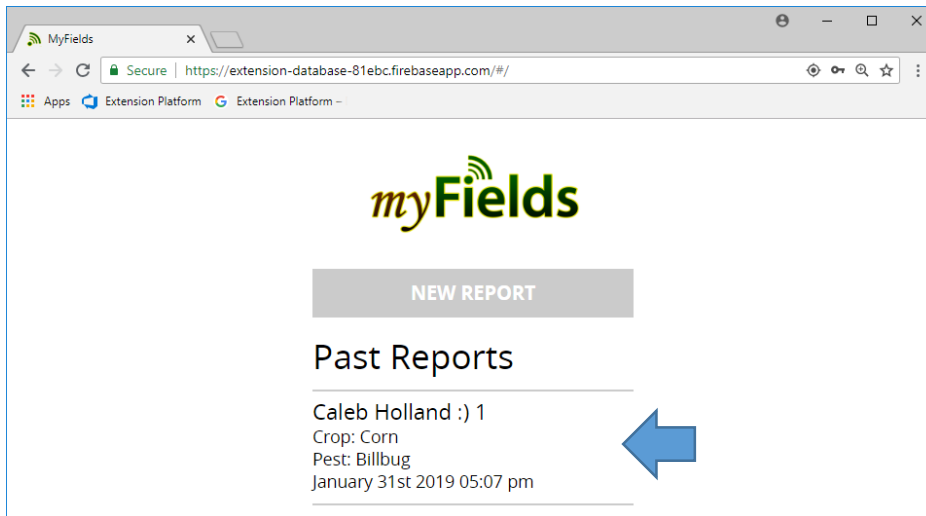 MyFields
Secure | https://extension-database-81ebc.firebaseapp.com/#/
Apps Extension Platform G Extension Platform –
myFields
NEW REPORT
Past Reports
Caleb Holland :) 1
Crop: Corn
Pest: Billbug
January 31st 2019 05:07 pm